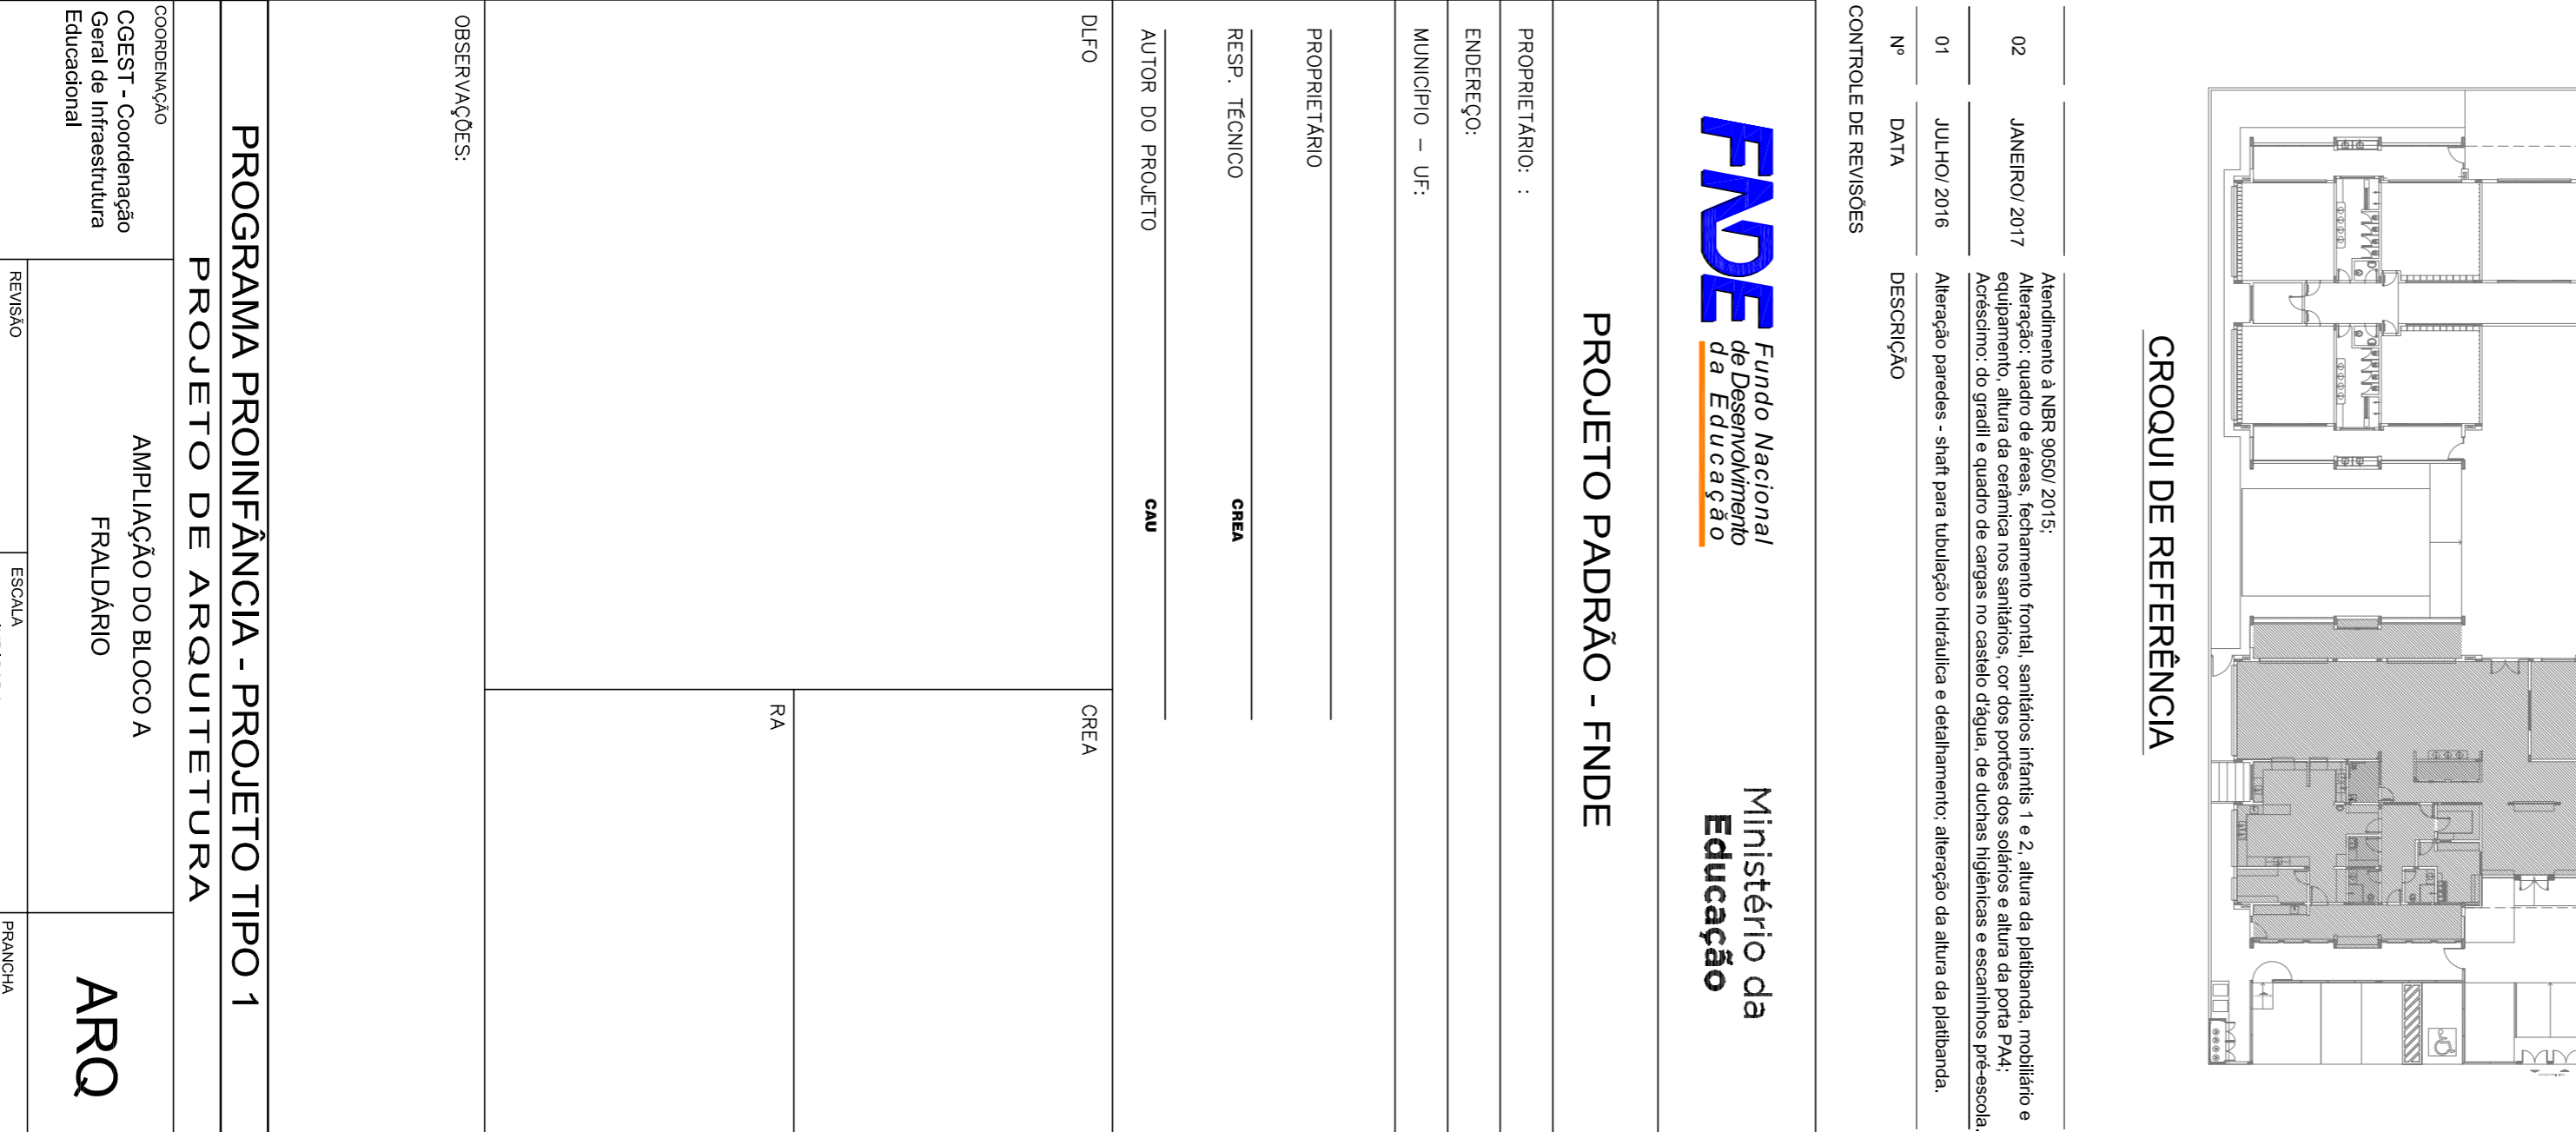 CROQUI DE REFERÊNCIA
Atendimento à NBR 9050/ 2015;
02 JANEIRO/ 2017 Alteração: quadro de áreas, fechamento frontal, sanitários infantis 1 e 2, altura da platibanda, mobiliário e
equipamento, altura da cerâmica nos sanitários, cor dos portões dos solários e altura da porta PA4;
Acréscimo: do gradil e quadro de cargas no castelo d'água, de duchas higiênicas e escaninhos pré-escola.
01 JULHO/ 2016 Alteração paredes - shaft para tubulação hidráulica e detalhamento; alteração da altura da platibanda.
Nº DATA DESCRIÇÃO
CONTROLE DE REVISÕES
FNDE
Fundo Nacional
de Desenvolvimento
da Educação
Ministério da
Educação
PROJETO PADRÃO - FNDE
PROPRIETÁRIO: :
ENDEREÇO:
MUNICÍPIO – UF:
PROPRIETÁRIO
RESP. TÉCNICO CREA
AUTOR DO PROJETO CAU
DLFO
CREA
RA
OBSERVAÇÕES:
PROGRAMA PROINFÂNCIA - PROJETO TIPO 1
PROJETO DE ARQUITETURA
COORDENAÇÃO
CGEST - Coordenação
Geral de Infraestrutura
Educacional
AMPLIAÇÃO DO BLOCO A
FRALDÁRIO
ARQ
REVISÃO
ESCALA
PRANCHA